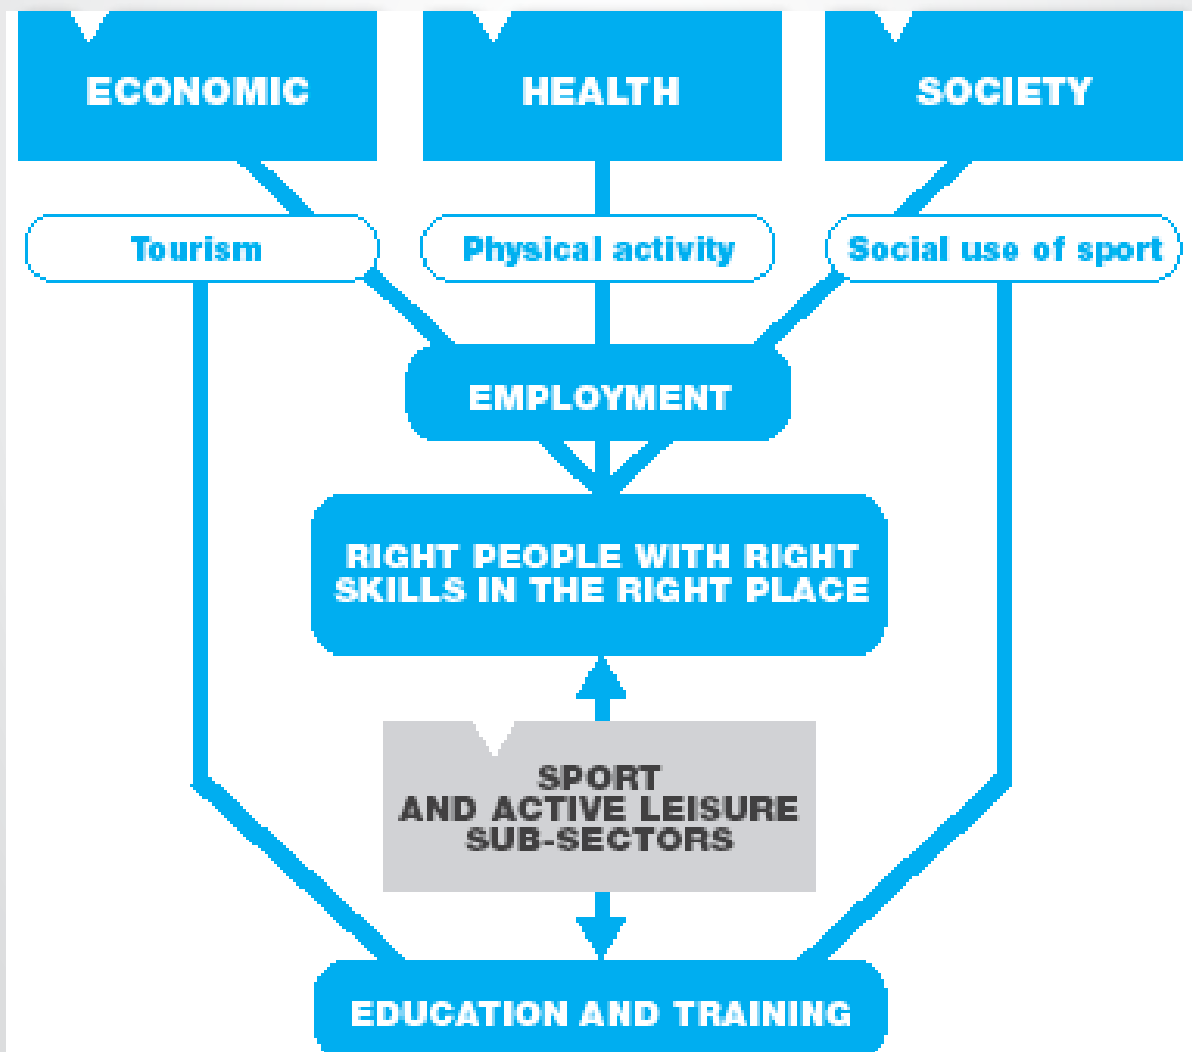 ECONOMIC
HEALTH
SOCIETY
Tourism
Physical activity
Social use of sport
EMPLOYMENT
RIGHT PEOPLE WITH RIGHT
SKILLS IN THE RIGHT PLACE
SPORT
AND ACTIVE LEISURE
SUB-SECTORS
EDUCATION AND TRAINING